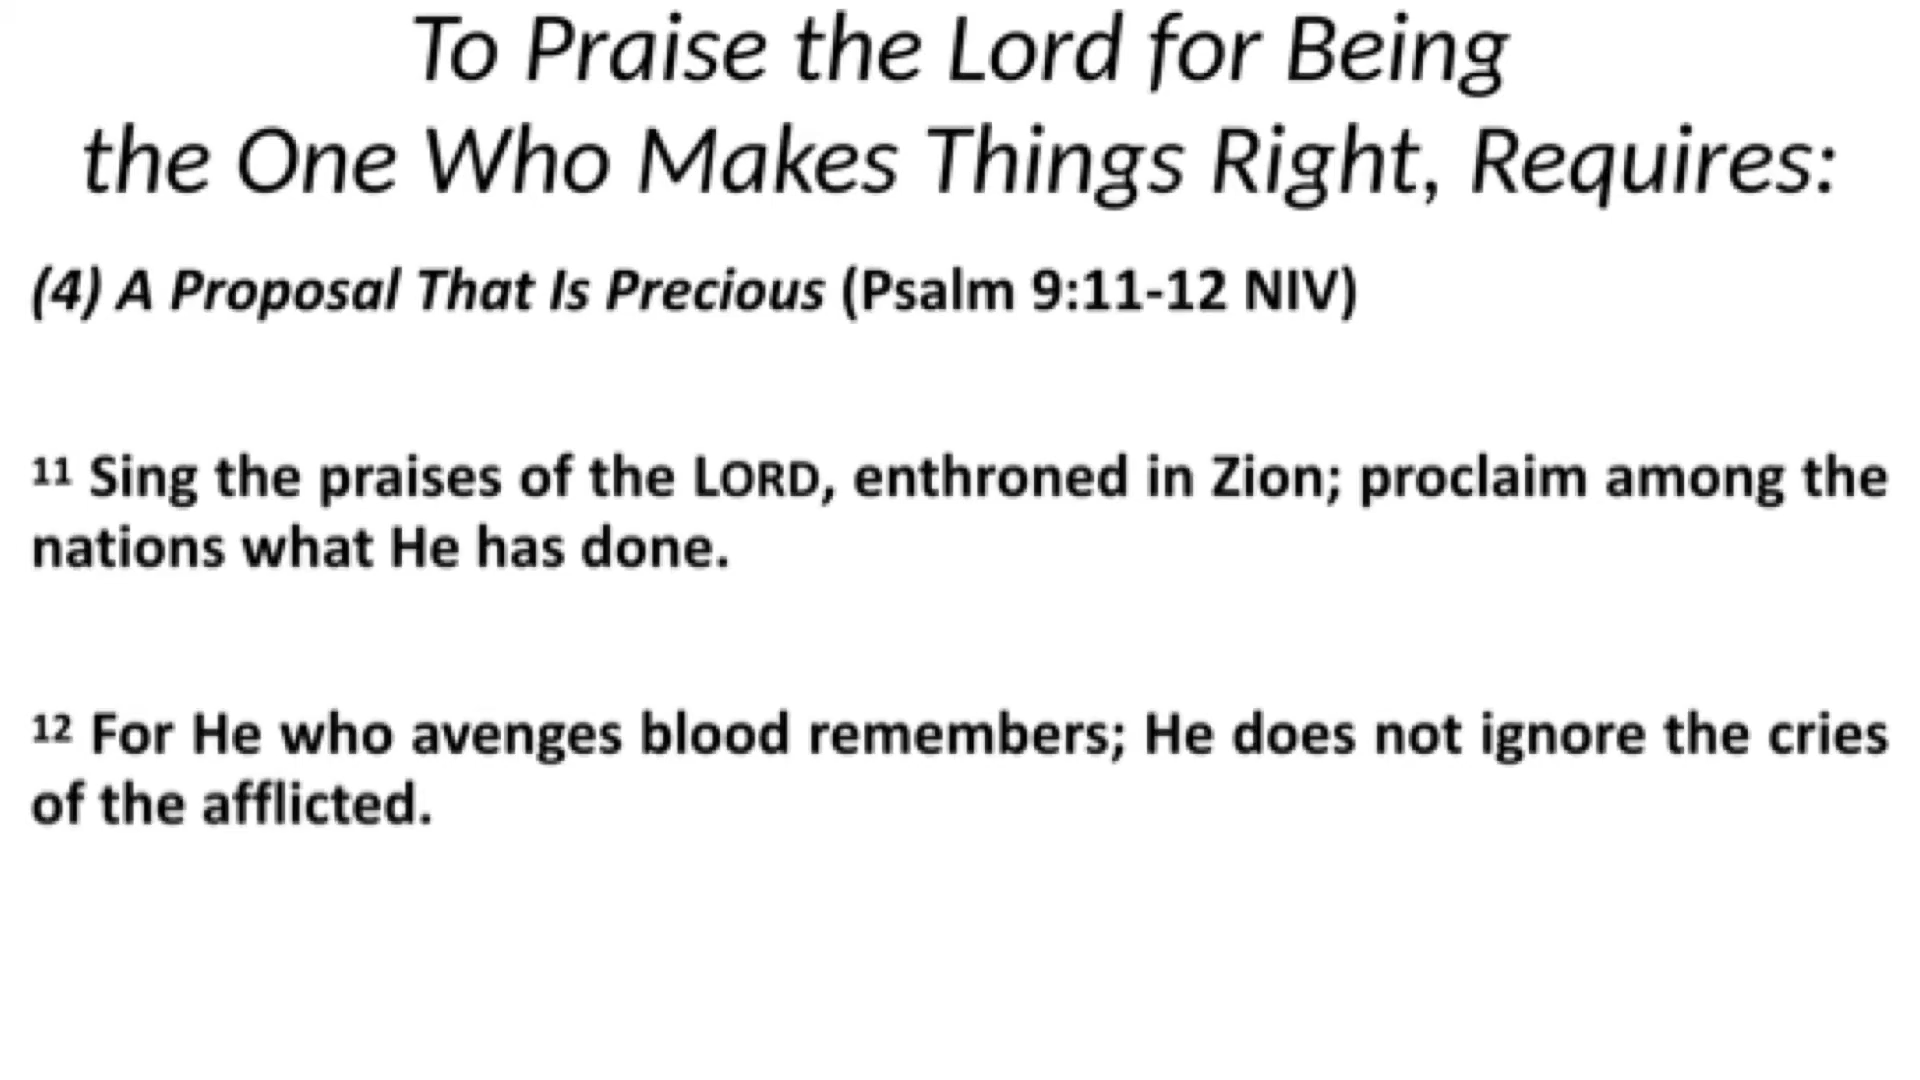 To Praise the Lord for Being
the One Who Makes Things Right, Requires:
(4) A Proposal That Is Precious (Psalm 9:11-12 NIV)
11 Sing the praises of the LORD, enthroned in Zion; proclaim among the
nations what He has done.
12 For He who avenges blood remembers; He does not ignore the cries
of the afflicted.